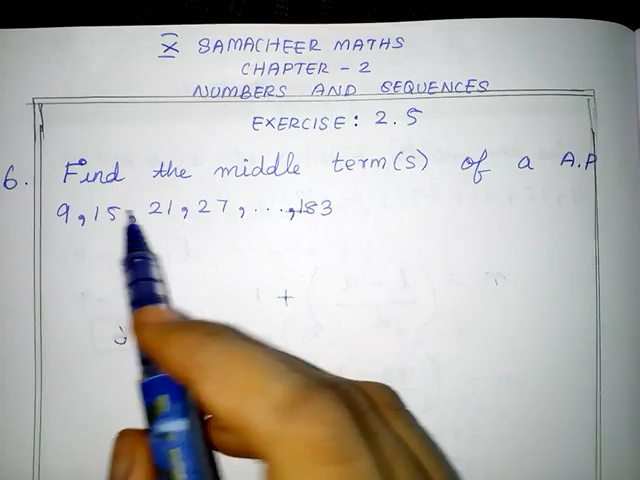 X SAMACHEER MATHS
CHAPTER - 2
NUMBERS AND SEQUENCES
EXERCISE: 2.5
6. Find the middle term(s) of a A.P
9, 15, 21, 27, ..., 183